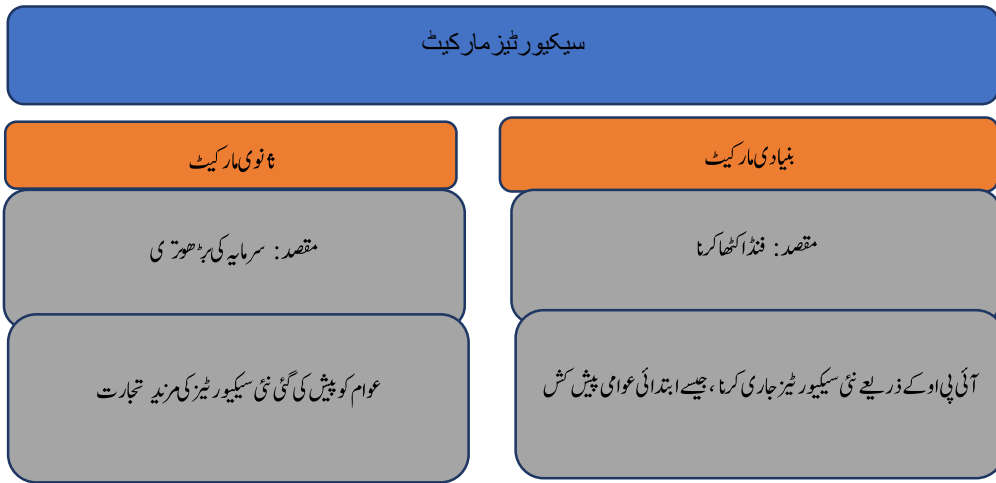 سیکیورٹیز مارکیٹ
بنیادی مارکیٹ
ثانوی مارکیٹ
مقصد: فنڈ اکٹھا کرنا
مقصد: سرمایہ کی بڑھوتری
آئی پی او کے ذریعے نئی سیکیورٹیز جاری کرنا، جیسے ابتدائی عوامی پیش کش
عوام کو پیش کی گئی نئی سیکیورٹیز کی مزید تجارت